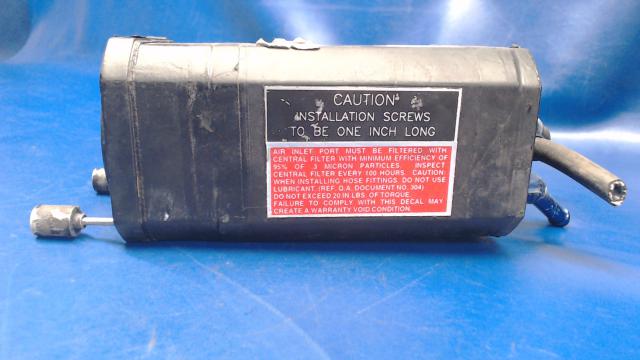 CAUTION
INSTALLATION SCREWS
TO BE ONE INCH LONG
AIR INLET PORT MUST BE FILTERED WITH
CENTRAL FILTER WITH MINIMUM EFFICIENCY OF
95% OF .3 MICRON PARTICLES. INSPECT
CENTRAL FILTER EVERY 100 HOURS. CAUTION:
WHEN INSTALLING HOSE FITTINGS. DO NOT USE
LUBRICANT (REF O.A. DOCUMENT NO. 304)
DO NOT EXCEED 20 IN LBS OF TORQUE.
FAILURE TO COMPLY WITH THIS DECAL MAY
CREATE A WARRANTY VOID CONDITION.